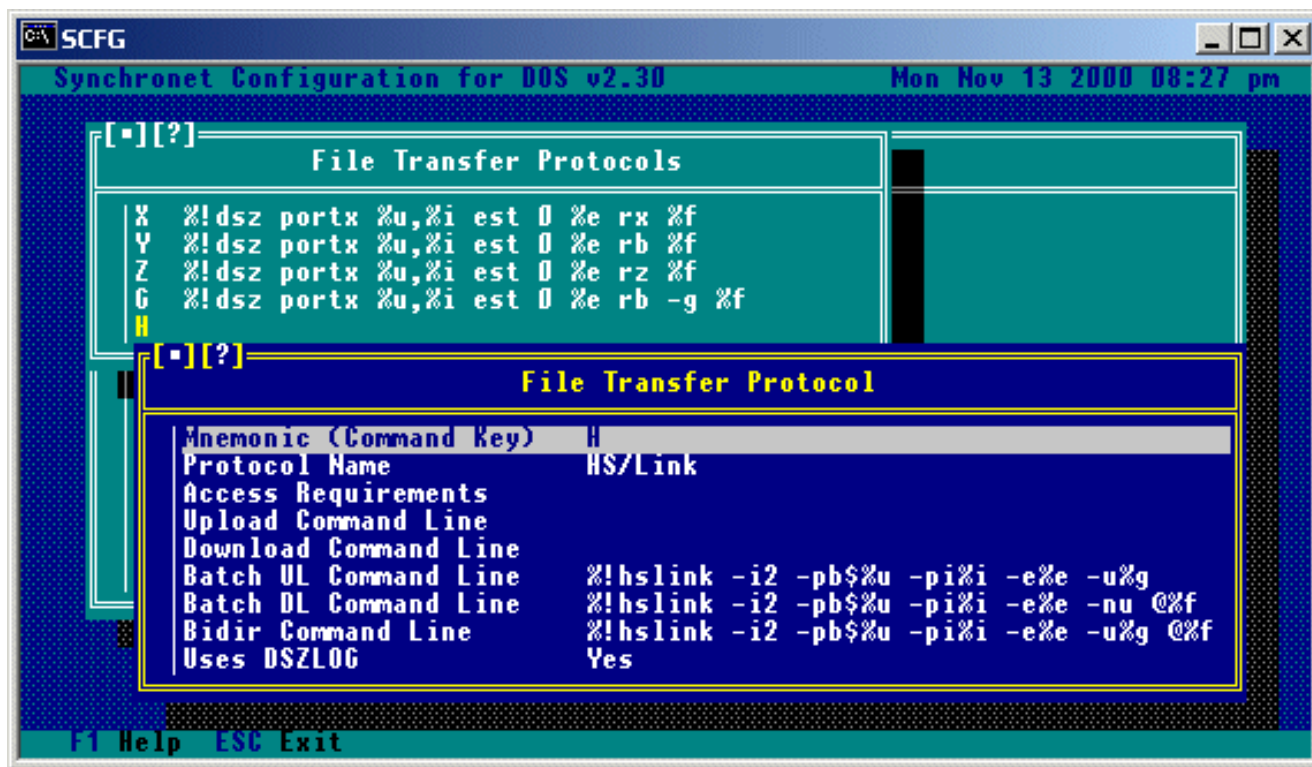 SCFG
Synchronet Configuration for DOS v2.30 Mon Nov 13 2000 08:27 pm
[▪][?]
File Transfer Protocols
X %!dsz portx %u,%i est 0 %e rx %f
Y %!dsz portx %u,%i est 0 %e rb %f
Z %!dsz portx %u,%i est 0 %e rz %f
G %!dsz portx %u,%i est 0 %e rb -g %f
H
[▪][?]
File Transfer Protocol
Mnemonic (Command Key) H
Protocol Name HS/Link
Access Requirements
Upload Command Line
Download Command Line
Batch UL Command Line %!hslink -i2 -pb$%u -pi%i -e%e -u%g
Batch DL Command Line %!hslink -i2 -pb$%u -pi%i -e%e -nu @%f
Bidir Command Line %!hslink -i2 -pb$%u -pi%i -e%e -u%g @%f
Uses DSZLOG Yes
F1 Help ESC Exit